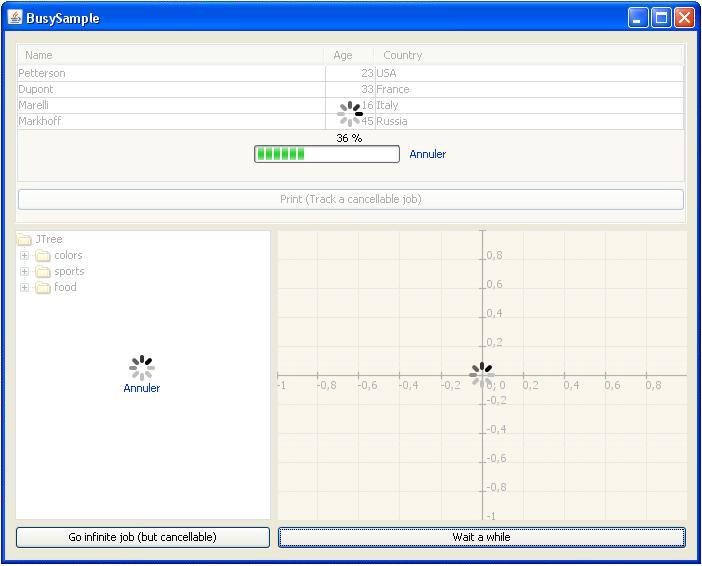 BusySample
Name Age Country
Petterson 23 USA
Dupont 33 France
Marelli 16 Italy
Markhoff 45 Russia
36 %
Annuler
Print (Track a cancellable job)
JTree
colors
sports
food
Annuler
0,8
0,6
0,4
0,2
-1 -0,8 -0,6 -0,4 -0,2 0,0 0,2 0,4 0,6 0,8
-0,2
-0,4
-0,6
-0,8
-1
Go infinite job (but cancellable) Wait a while